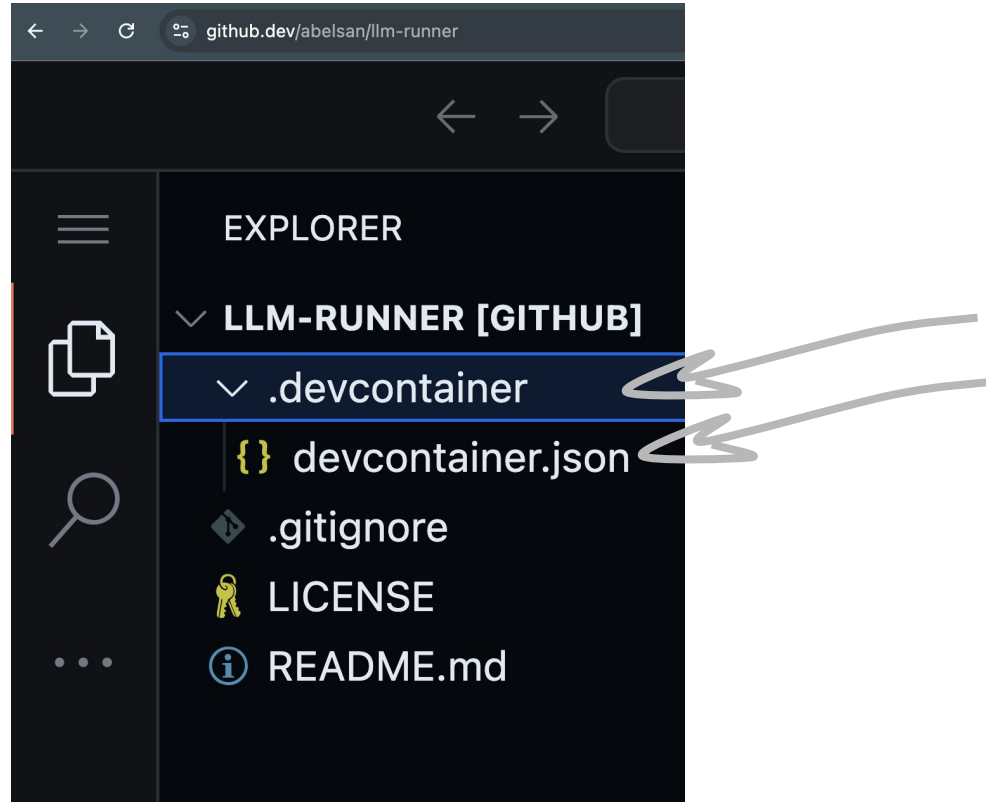 github.dev/abelsan/llm-runner
EXPLORER
LLM-RUNNER [GITHUB]
.devcontainer
{} devcontainer.json
.gitignore
LICENSE
README.md